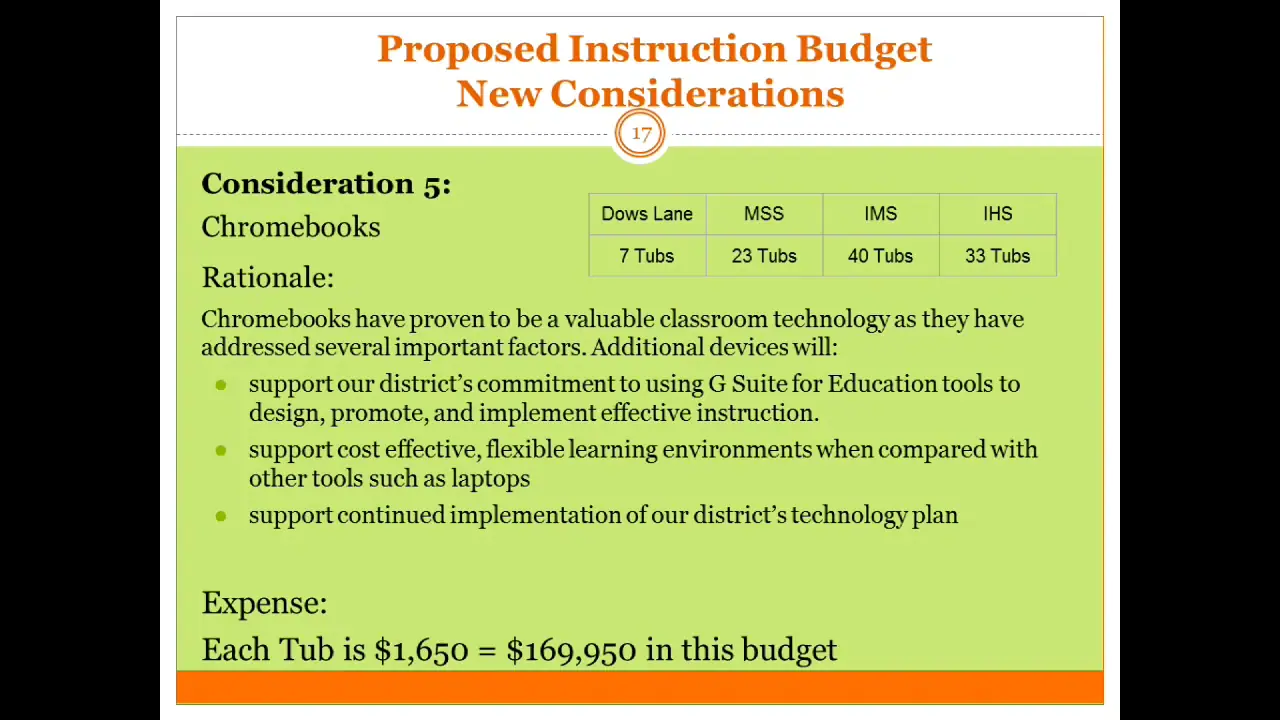 Proposed Instruction Budget
New Considerations
17
Consideration 5:
Chromebooks
Dows Lane MSS IMS IHS
7 Tubs 23 Tubs 40 Tubs 33 Tubs
Rationale:
Chromebooks have proven to be a valuable classroom technology as they have
addressed several important factors. Additional devices will:
● support our district's commitment to using G Suite for Education tools to
design, promote, and implement effective instruction.
● support cost effective, flexible learning environments when compared with
other tools such as laptops
● support continued implementation of our district's technology plan
Expense:
Each Tub is $1,650 = $169,950 in this budget